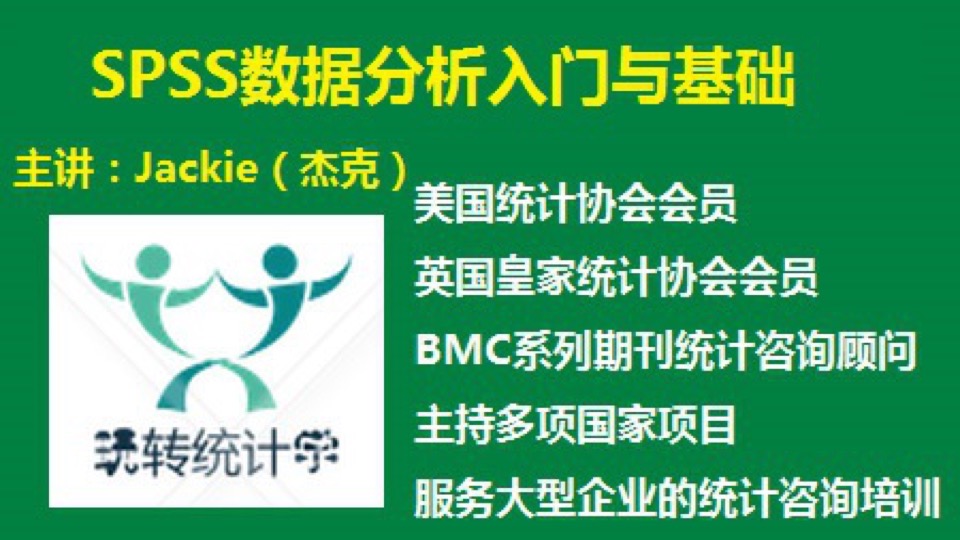 SPSS数据分析入门与基础
主讲：Jackie（杰克）
美国统计协会会员
英国皇家统计协会会员
BMC系列期刊统计咨询顾问
主持多项国家项目
服务大型企业的统计咨询培训
玩转统计学